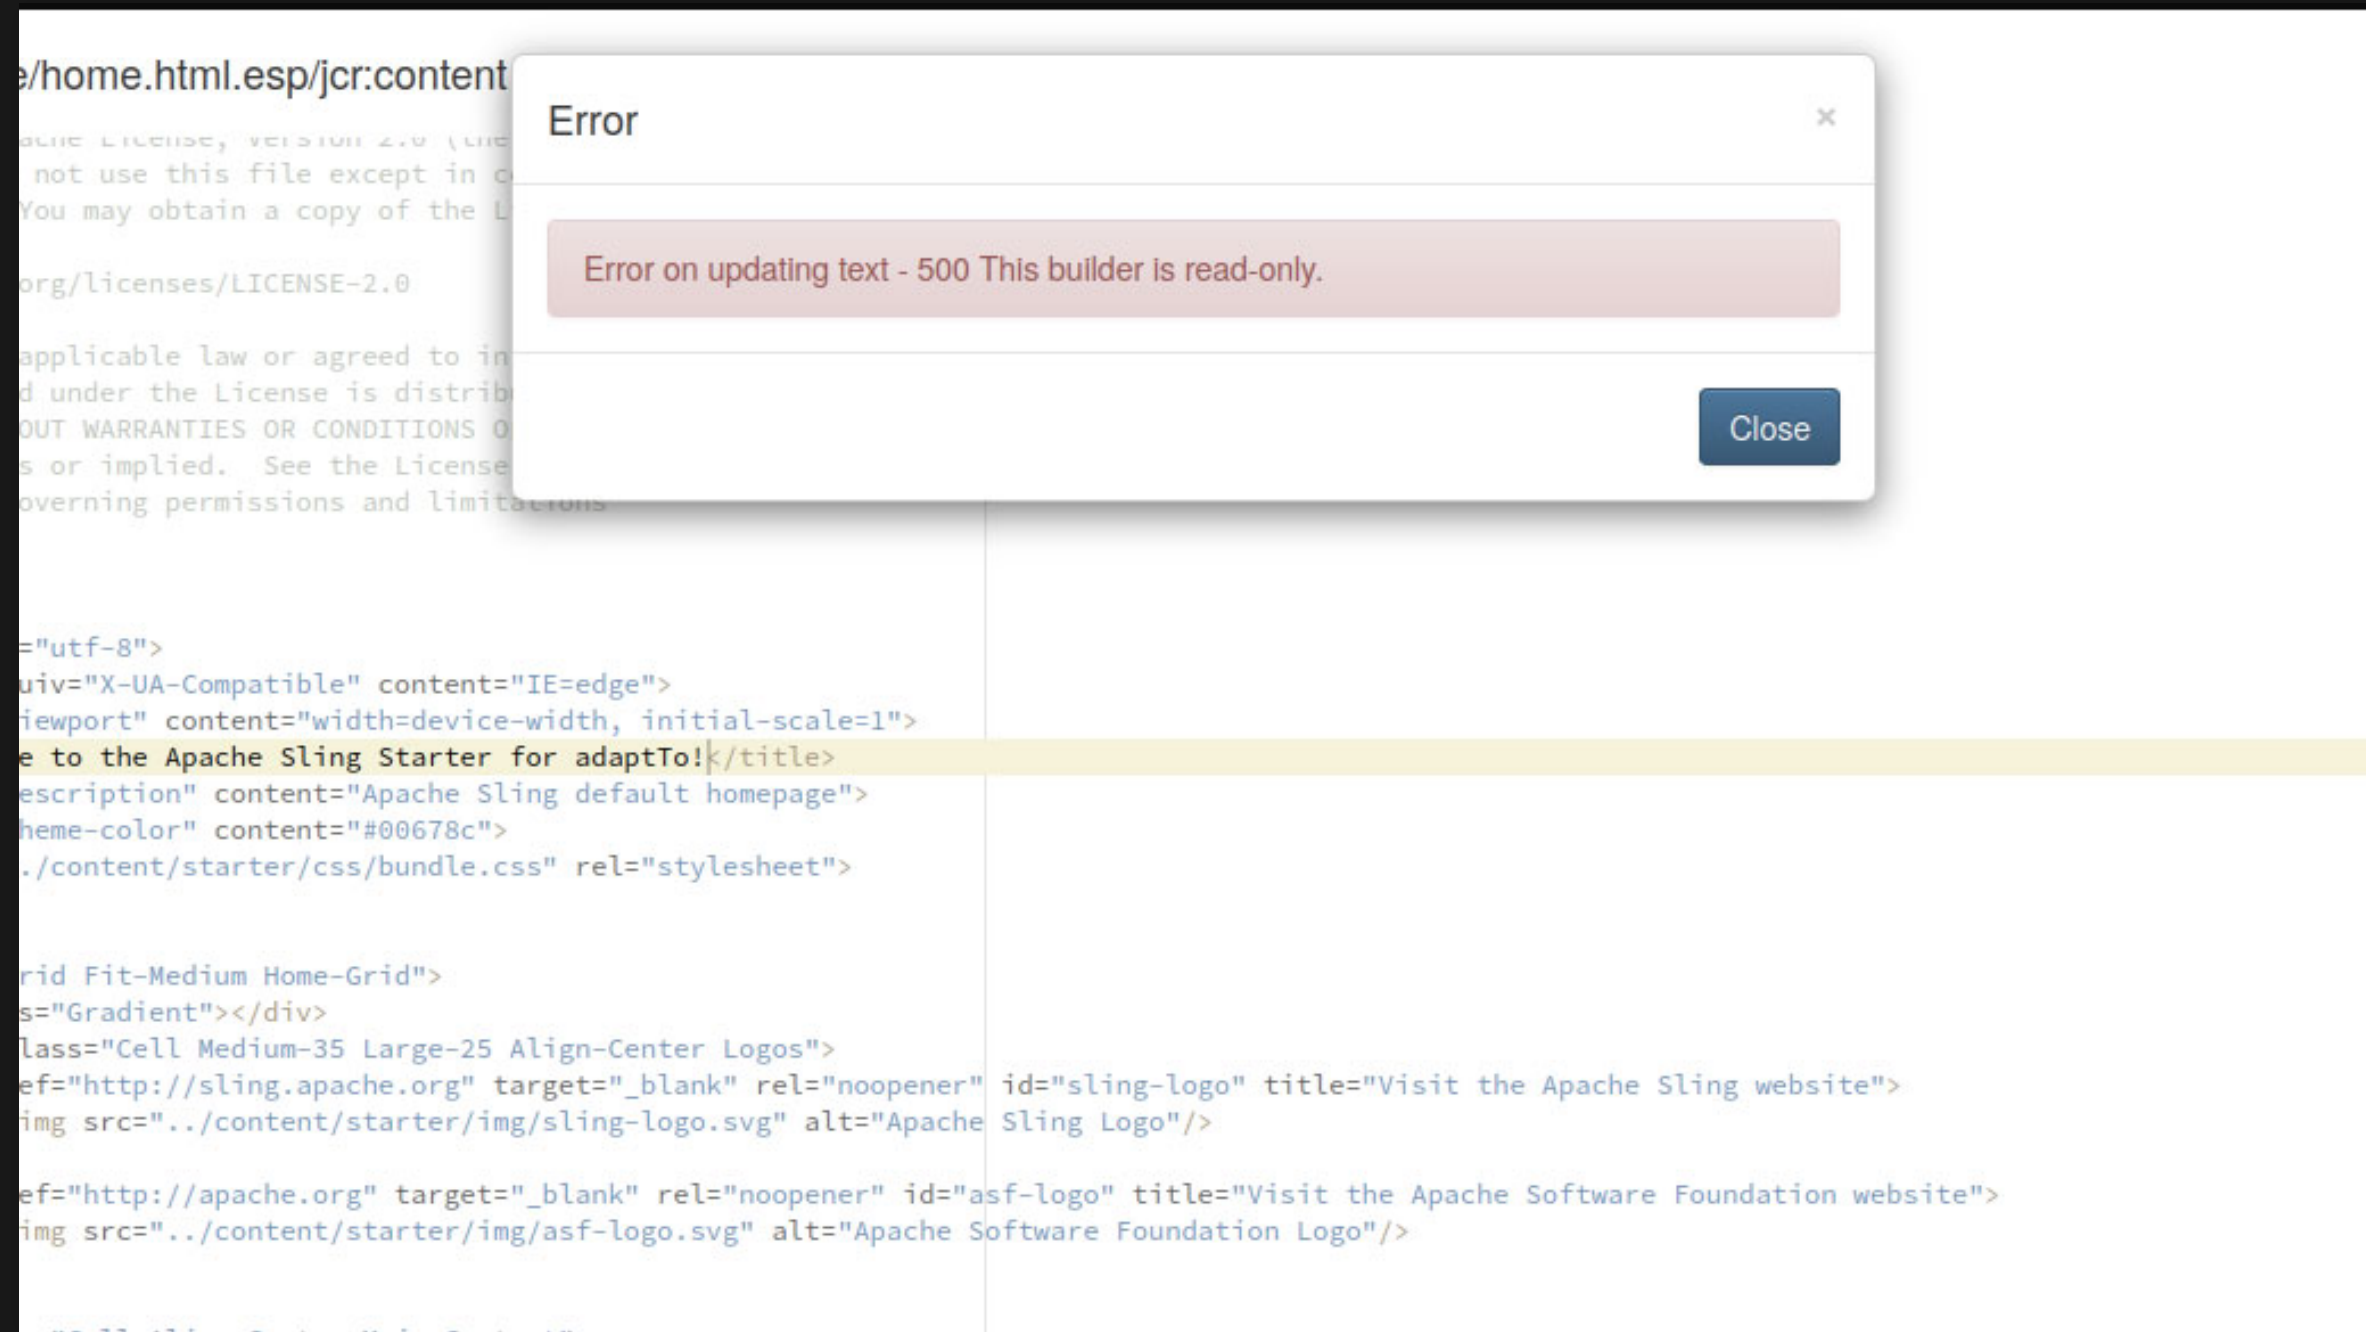 e/home.html.esp/jcr:content
Error
×
ache License, Version 2.0 (the
not use this file except in c
You may obtain a copy of the L
Error on updating text - 500 This builder is read-only.
org/licenses/LICENSE-2.0
applicable law or agreed to in
d under the License is distrib
Close
OUT WARRANTIES OR CONDITIONS O
s or implied.  See the License
overning permissions and limitations
="utf-8">
uiv="X-UA-Compatible" content="IE=edge">
iewport" content="width=device-width, initial-scale=1">
e to the Apache Sling Starter for adaptTo!</title>
escription" content="Apache Sling default homepage">
heme-color" content="#00678c">
./content/starter/css/bundle.css" rel="stylesheet">
rid Fit-Medium Home-Grid">
s="Gradient"></div>
lass="Cell Medium-35 Large-25 Align-Center Logos">
ef="http://sling.apache.org" target="_blank" rel="noopener" id="sling-logo" title="Visit the Apache Sling website">
img src="../content/starter/img/sling-logo.svg" alt="Apache Sling Logo"/>
ef="http://apache.org" target="_blank" rel="noopener" id="asf-logo" title="Visit the Apache Software Foundation website">
img src="../content/starter/img/asf-logo.svg" alt="Apache Software Foundation Logo"/>